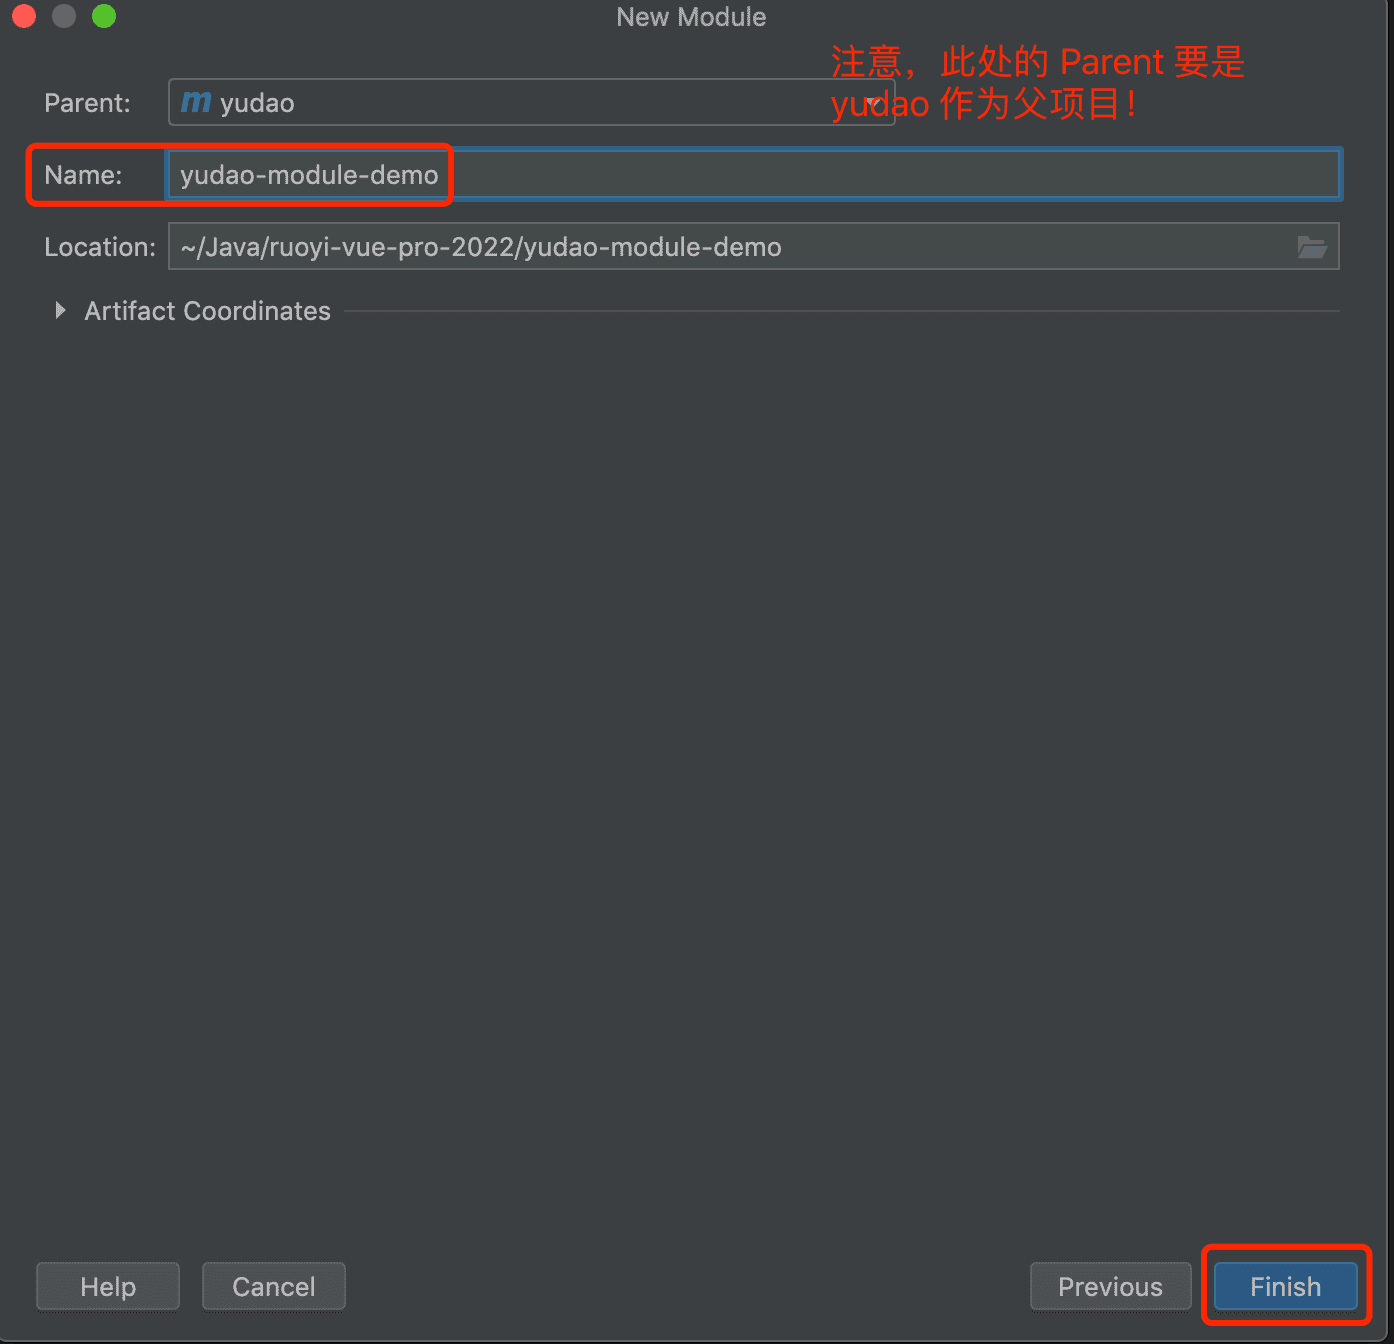 New Module
注意，此处的 Parent 要是
yudao 作为父项目！
Parent: m yudao
Name: yudao-module-demo
Location: ~/Java/ruoyi-vue-pro-2022/yudao-module-demo
Artifact Coordinates
Help Cancel Previous Finish